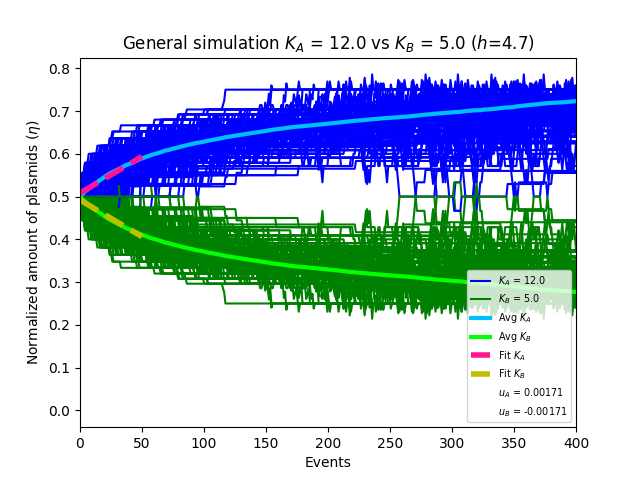 General simulation K_A = 12.0 vs K_B = 5.0 (h=4.7)
Normalized amount of plasmids (η)
0.8
0.7
0.6
0.5
0.4
0.3
0.2
0.1
0.0
K_A = 12.0
K_B = 5.0
Avg K_A
Avg K_B
Fit K_A
Fit K_B
u_A = 0.00171
u_B = -0.00171
0 50 100 150 200 250 300 350 400
Events